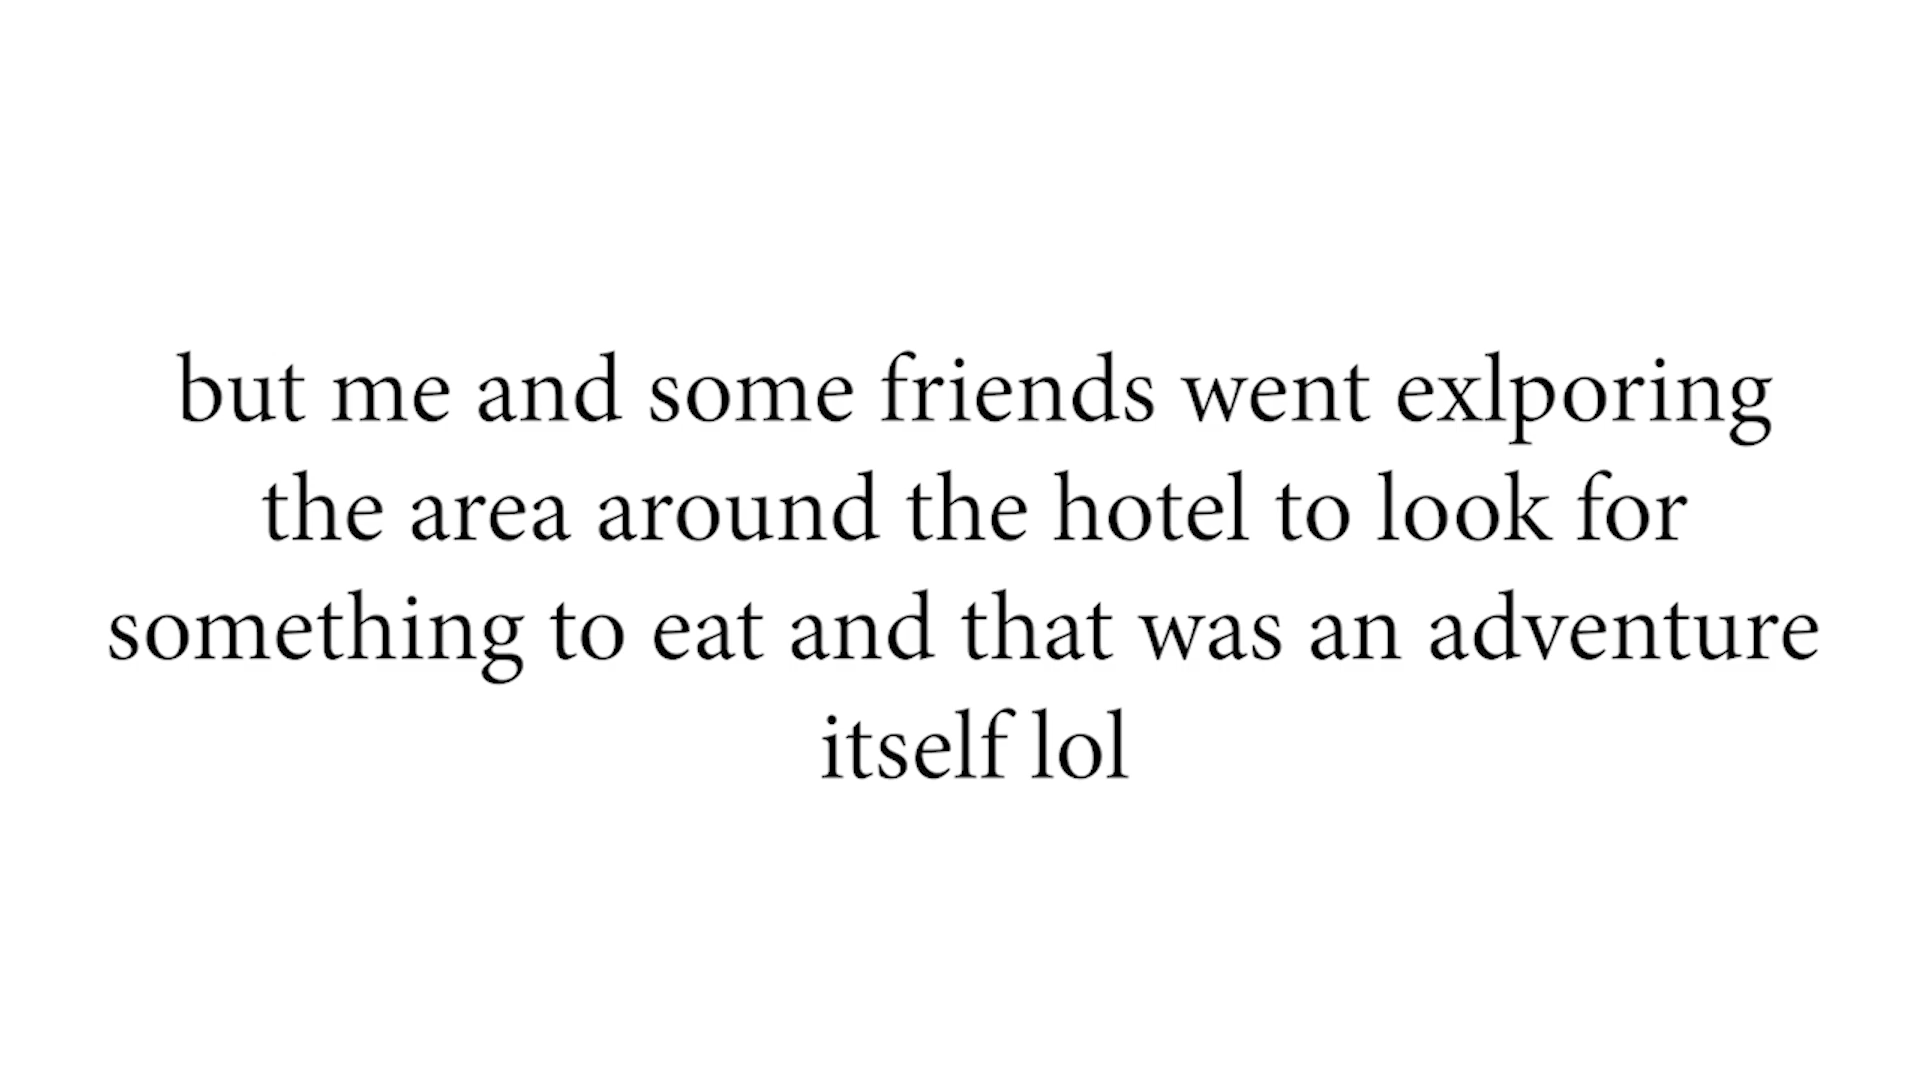 but me and some friends went exlporing
the area around the hotel to look for
something to eat and that was an adventure
itself lol